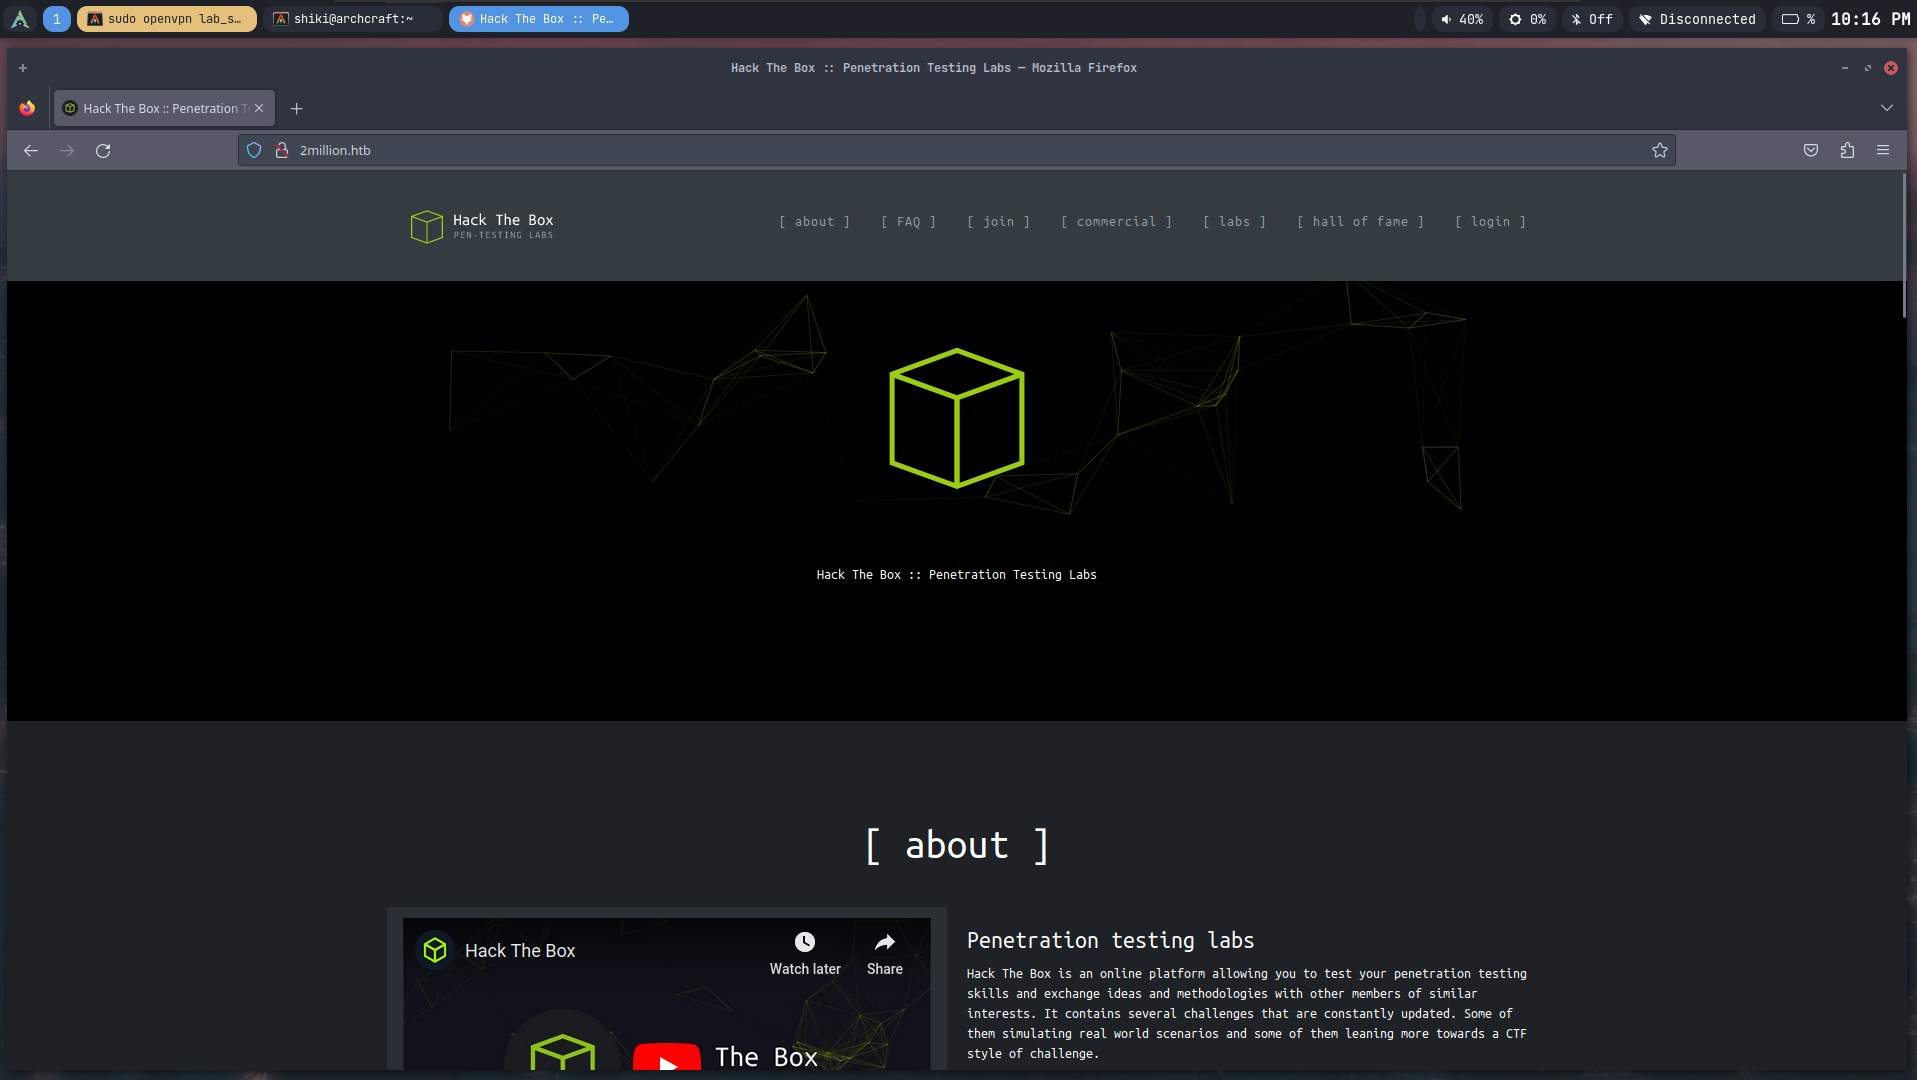 1 sudo openvpn lab_s… shiki@archcraft:~ Hack The Box :: Pe… 40% 0% Off Disconnected % 10:16 PM
Hack The Box :: Penetration Testing Labs — Mozilla Firefox
Hack The Box :: Penetration Te
2million.htb
Hack The Box
PEN-TESTING LABS
[ about ] [ FAQ ] [ join ] [ commercial ] [ labs ] [ hall of fame ] [ login ]
Hack The Box :: Penetration Testing Labs
[ about ]
Hack The Box
Watch later Share
The Box
Penetration testing labs
Hack The Box is an online platform allowing you to test your penetration testing
skills and exchange ideas and methodologies with other members of similar
interests. It contains several challenges that are constantly updated. Some of
them simulating real world scenarios and some of them leaning more towards a CTF
style of challenge.